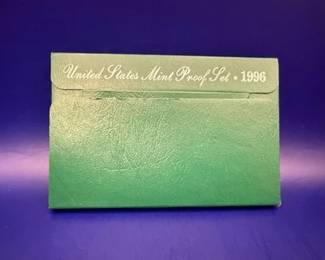 United States Mint Proof Set • 1996